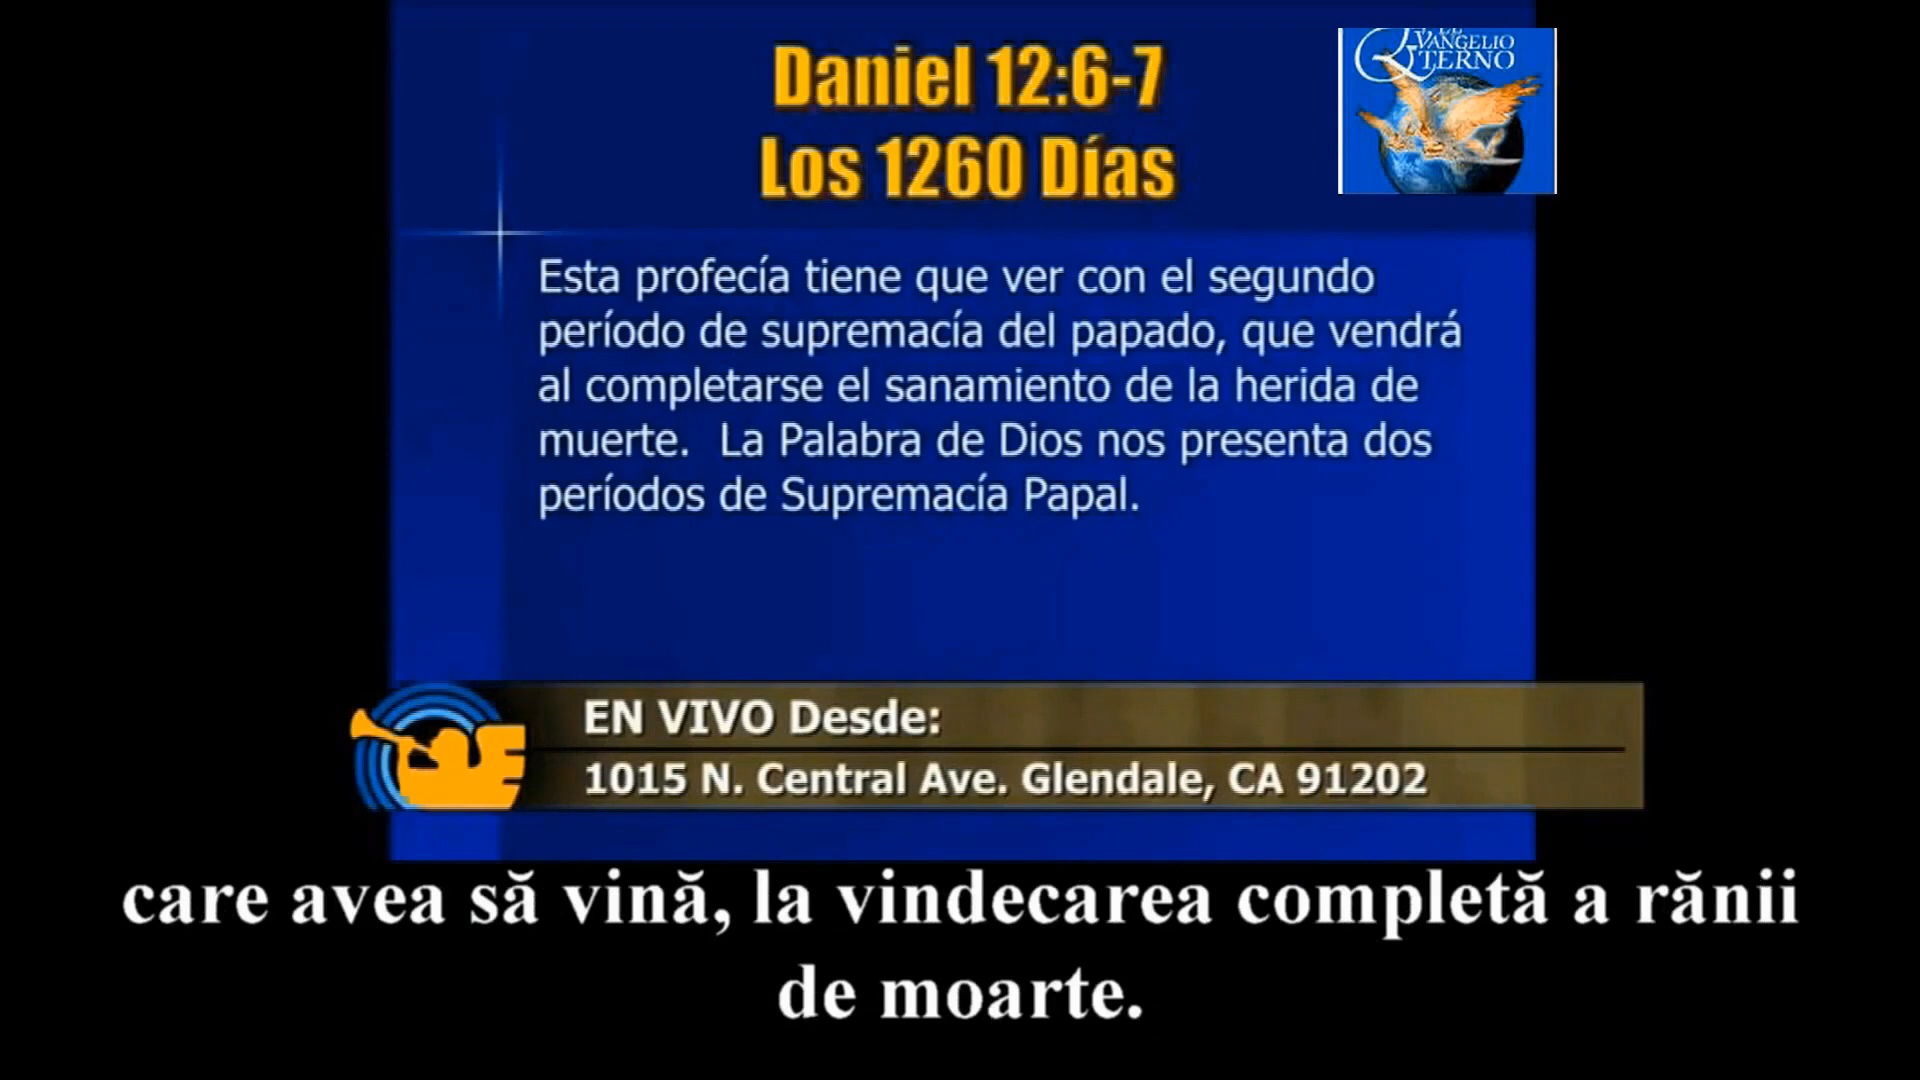 Daniel 12:6-7
Los 1260 Días
EVANGELIO
ETERNO
Esta profecía tiene que ver con el segundo
período de supremacía del papado, que vendrá
al completarse el sanamiento de la herida de
muerte. La Palabra de Dios nos presenta dos
períodos de Supremacía Papal.
EN VIVO Desde:
1015 N. Central Ave. Glendale, CA 91202
care avea să vină, la vindecarea completă a rănii
de moarte.